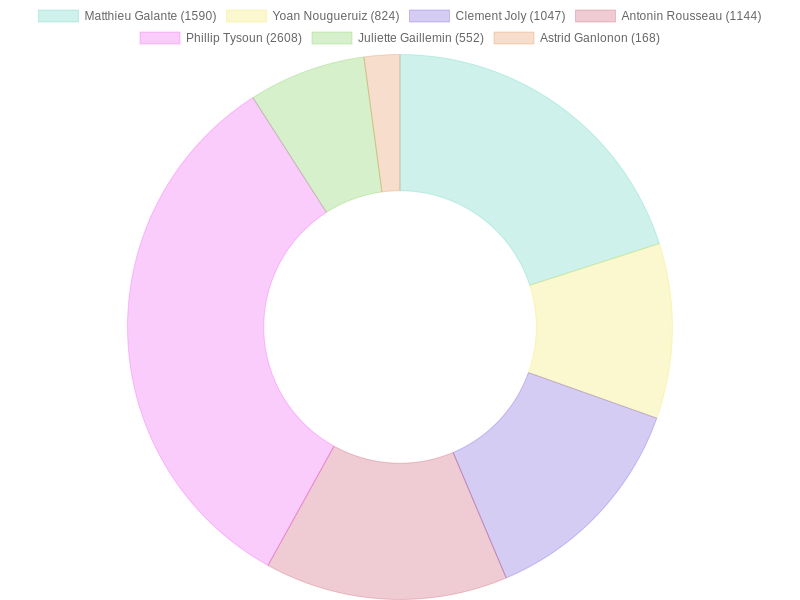 Matthieu Galante (1590) Yoan Nougueruiz (824) Clement Joly (1047) Antonin Rousseau (1144)
Phillip Tysoun (2608) Juliette Gaillemin (552) Astrid Ganlonon (168)